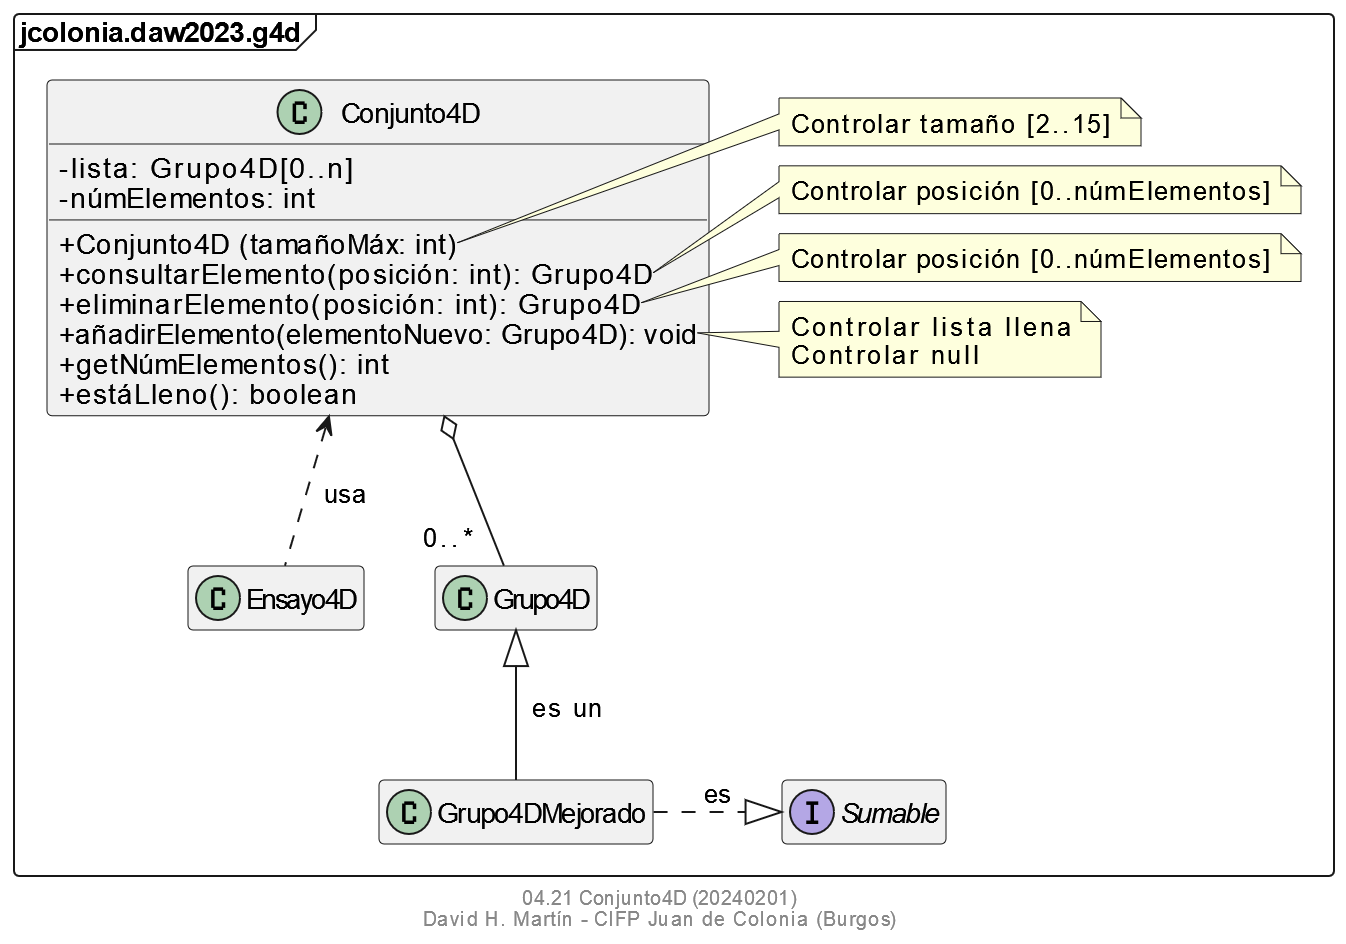 jcolonia.daw2023.g4d
C Conjunto4D
-lista: Grupo4D[0..n]
-númElementos: int
+Conjunto4D (tamañoMáx: int)
+consultarElemento(posición: int): Grupo4D
+eliminarElemento(posición: int): Grupo4D
+añadirElemento(elementoNuevo: Grupo4D): void
+getNúmElementos(): int
+estáLleno(): boolean
Controlar tamaño [2..15]
Controlar posición [0..númElementos]
Controlar posición [0..númElementos]
Controlar lista llena
Controlar null
usa
0..*
C Ensayo4D
C Grupo4D
es un
C Grupo4DMejorado
es
I Sumable
04.21 Conjunto4D (20240201)
David H. Martín - CIFP Juan de Colonia (Burgos)